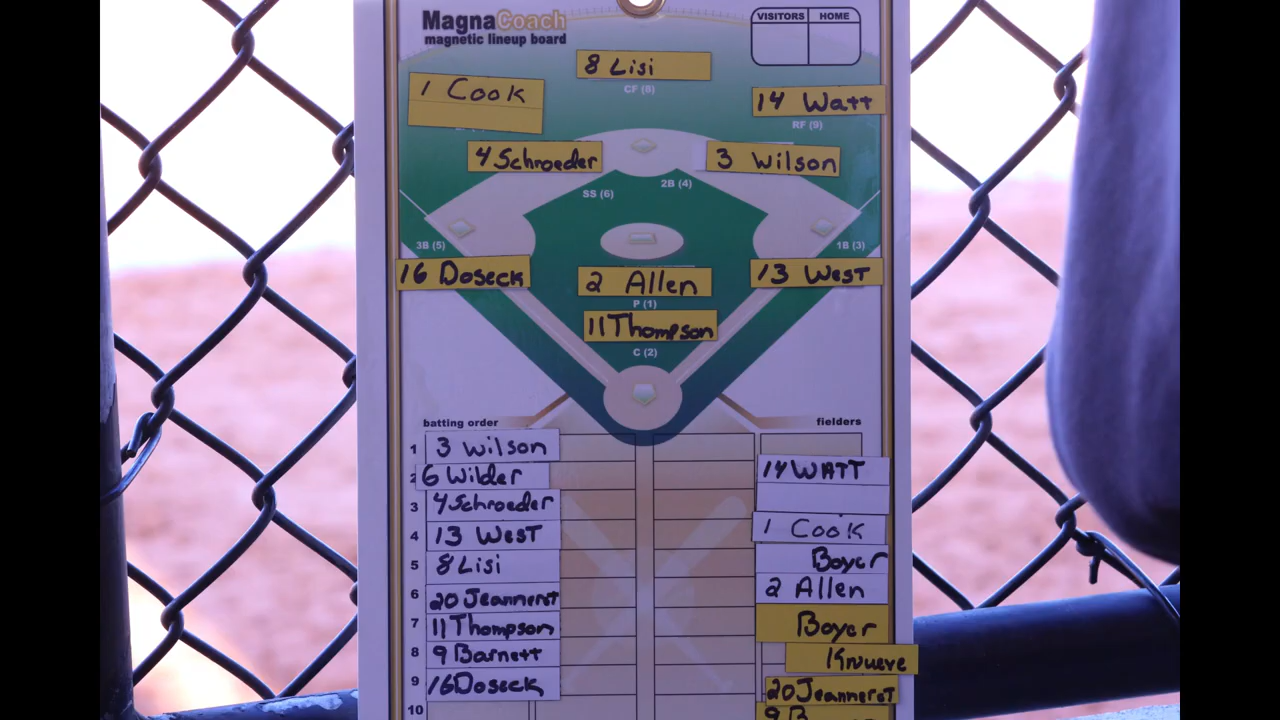 MagnaCoach
magnetic lineup board
VISITORS HOME
8 Lisi
CF (8)
1 Cook
14 Watt
RF (9)
4 Schroeder
3 Wilson
2B (4)
SS (6)
3B (5)
1B (3)
16 Doseck
2 Allen
13 West
P (1)
11 Thompson
C (2)
batting order
fielders
1 3 Wilson
2 6 Wilder
14 WATT
3 4 Schroeder
4 13 WEST
1 Cook
5 8 Lisi
Boyer
6 20 Jeannerst
2 Allen
7 11 Thompson
Boyer
8 9 Barnett
Knueve
9 16 Doseck
20 Jeannerst
10